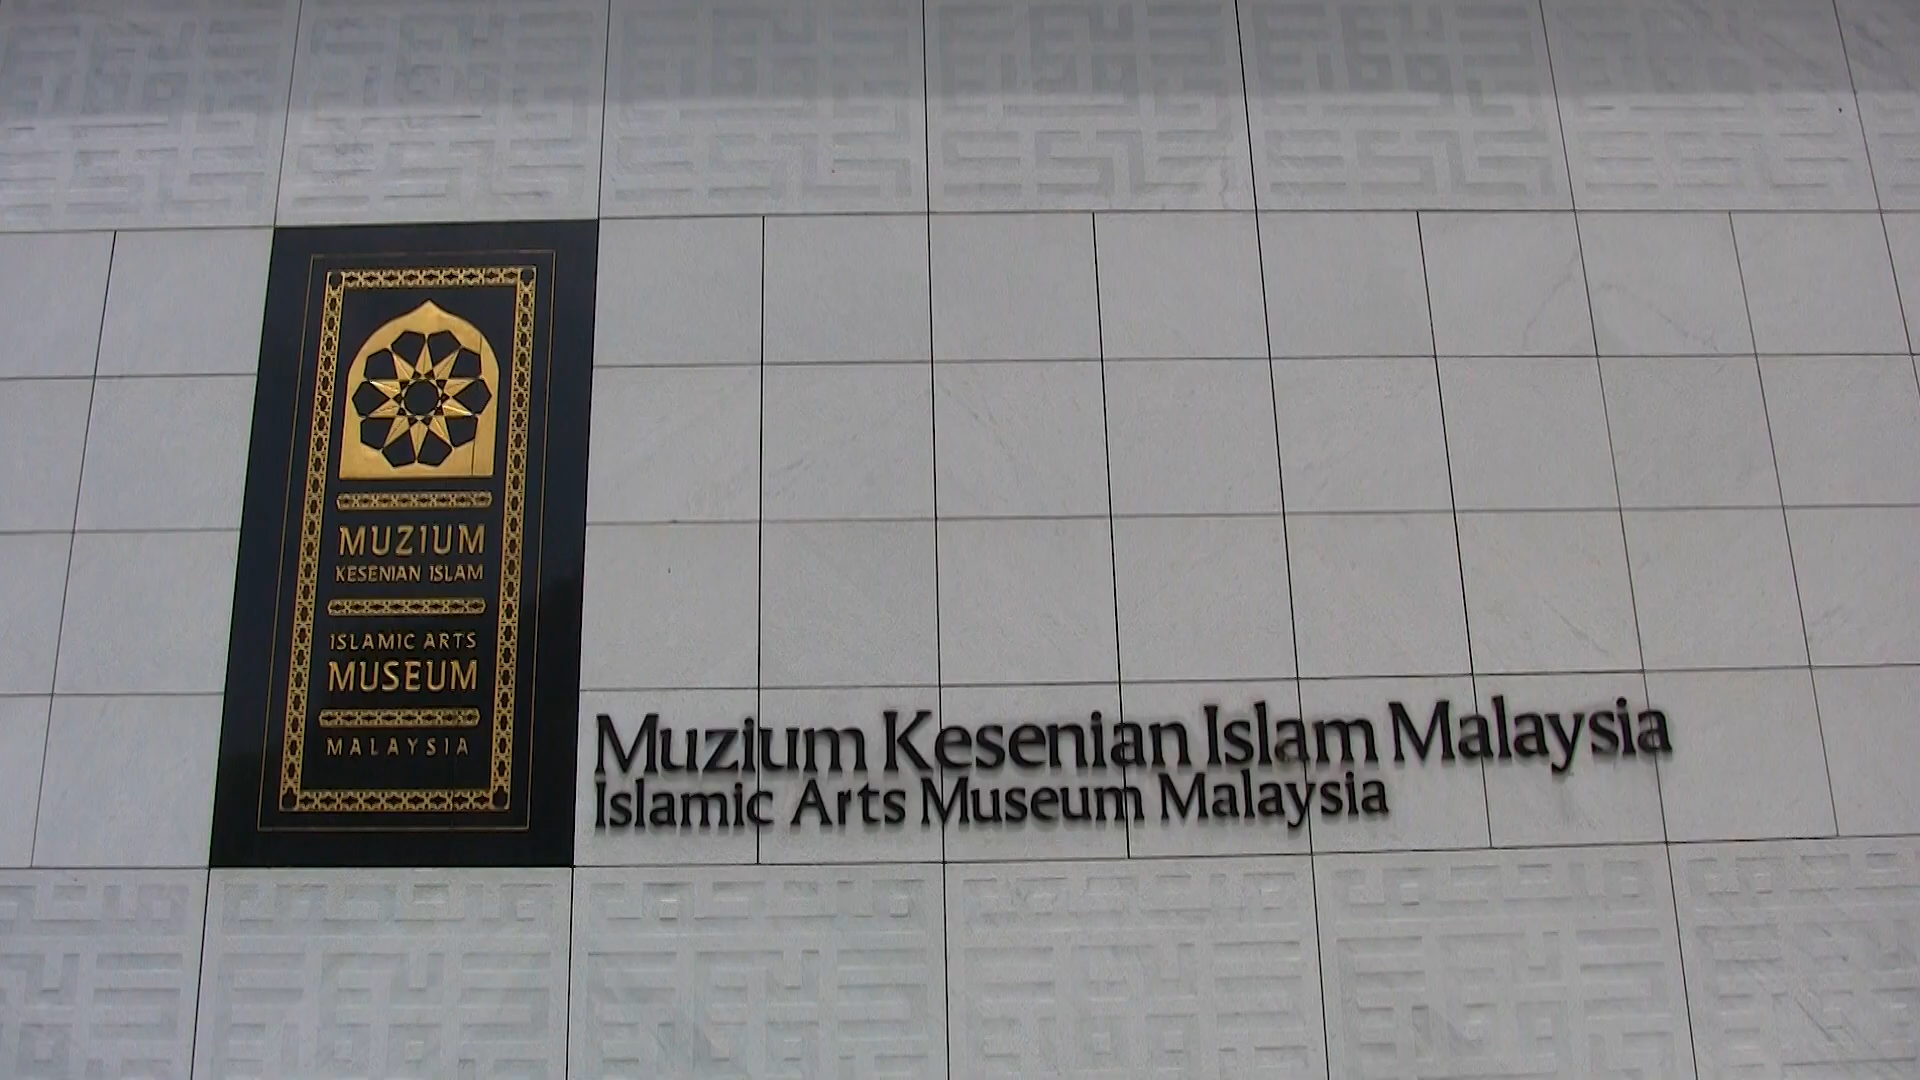 MUZIUM
KESENIAN ISLAM
ISLAMIC ARTS
MUSEUM
MALAYSIA
Muzium Kesenian Islam Malaysia
Islamic Arts Museum Malaysia